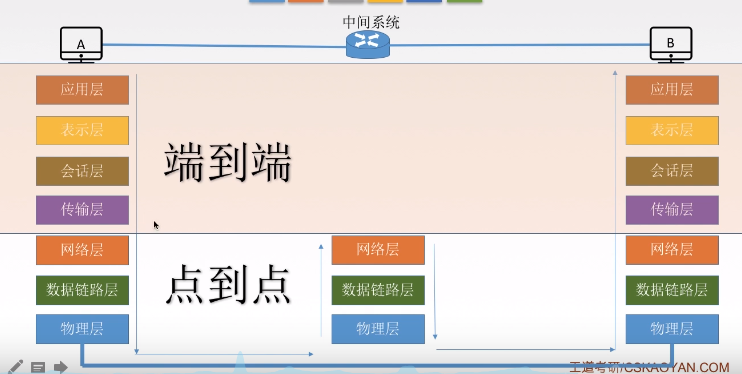 中间系统
A
B
应用层
应用层
表示层
表示层
会话层
会话层
端到端
传输层
传输层
网络层
网络层
网络层
数据链路层
点到点
数据链路层
数据链路层
物理层
物理层
物理层
王道考研/CSKAOYAN.COM